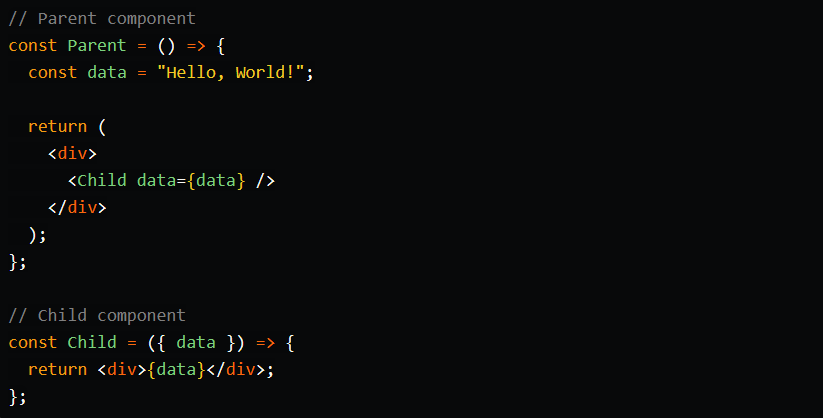 // Parent component
const Parent = () => {
  const data = "Hello, World!";

  return (
    <div>
      <Child data={data} />
    </div>
  );
};

// Child component
const Child = ({ data }) => {
  return <div>{data}</div>;
};